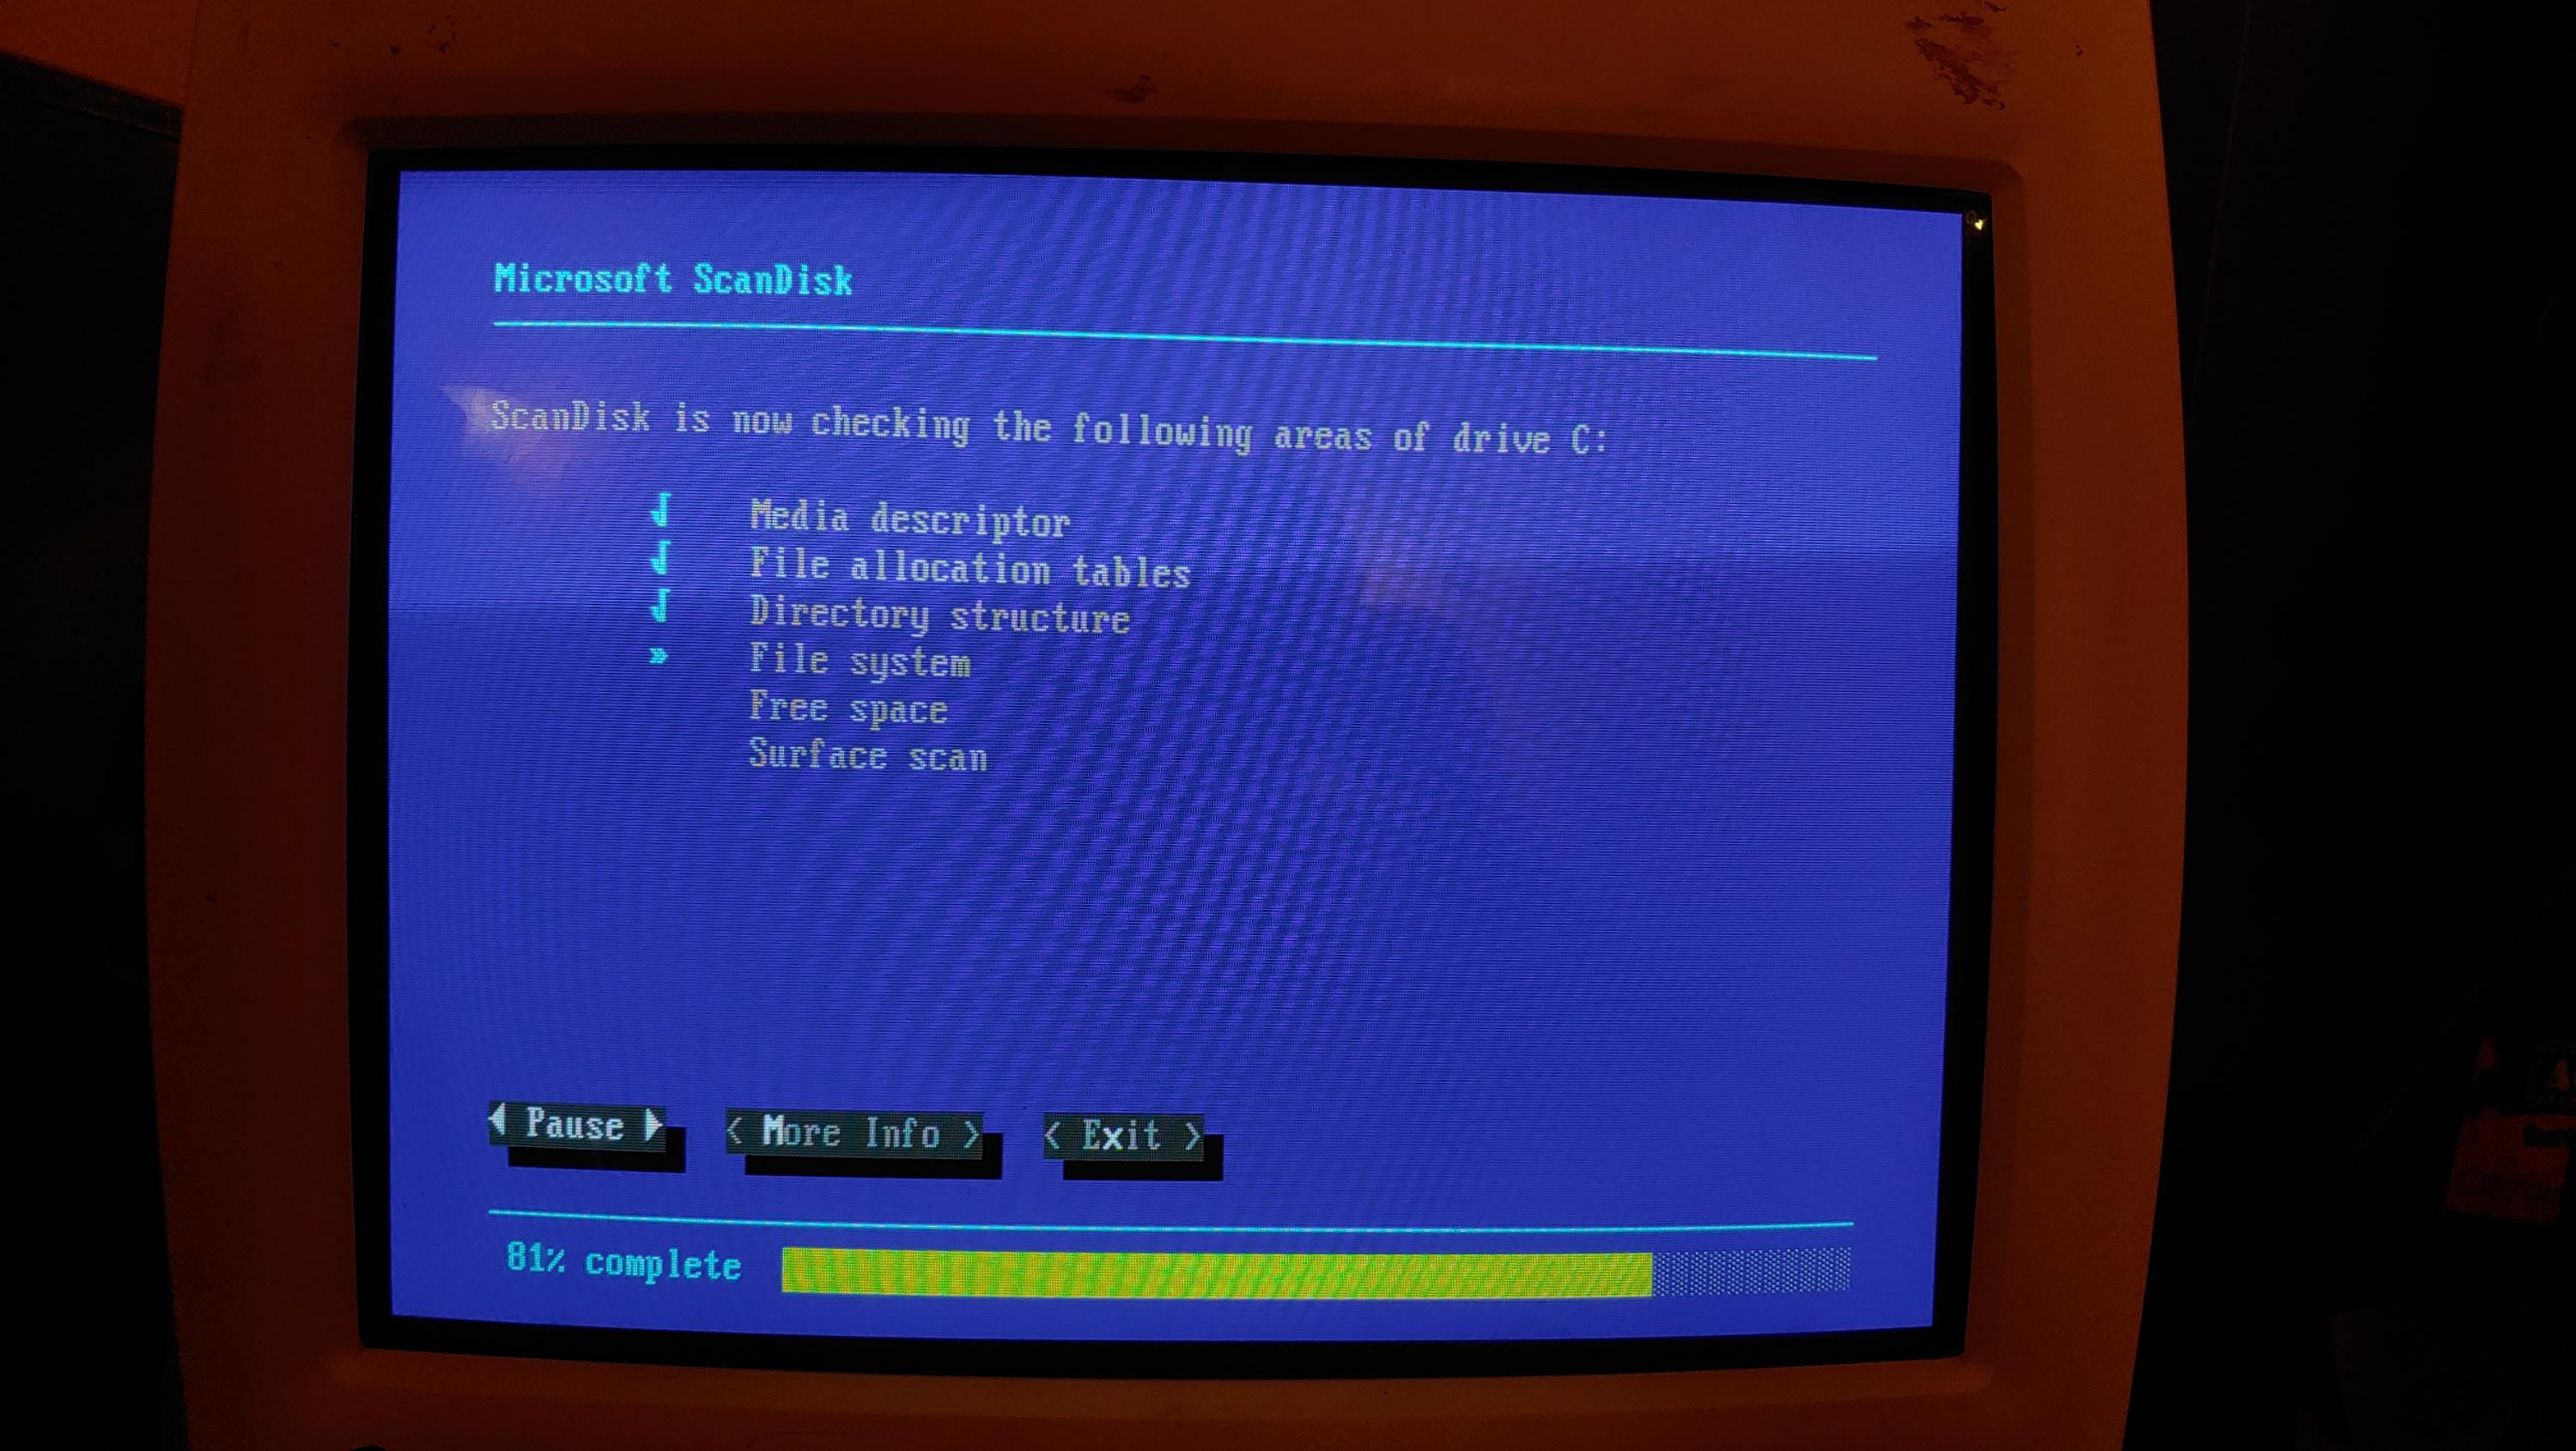 Microsoft ScanDisk
ScanDisk is now checking the following areas of drive C:
√ Media descriptor
√ File allocation tables
√ Directory structure
» File system
Free space
Surface scan
◄ Pause ► < More Info > < Exit >
81% complete